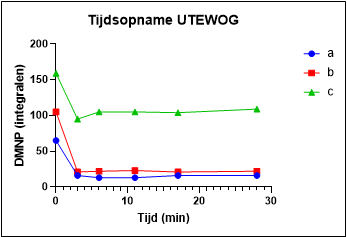 Tijdsopname UTEWOG
200
150
100
50
0
DMNP (integralen)
0 10 20 30
Tijd (min)
a
b
c